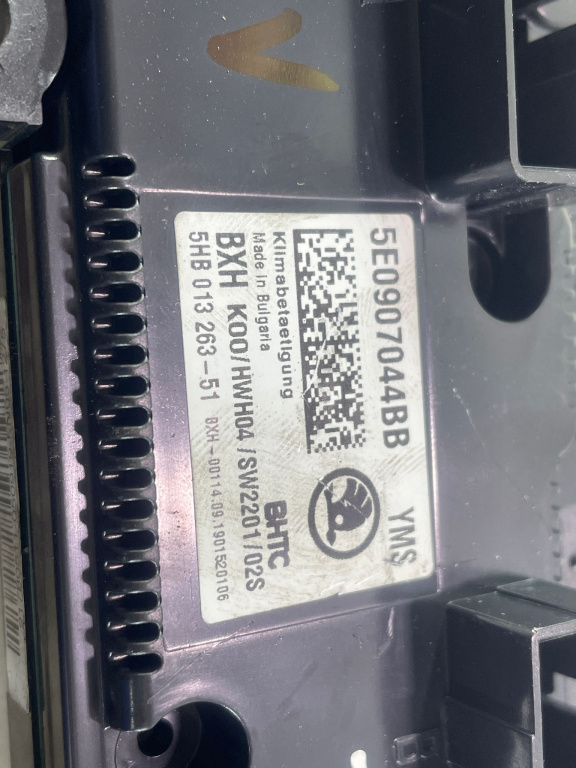 5E0907044BB YMS
Klimabetaetigung
Made in Bulgaria
BHTC
BXH K00/HWH04 /SW2201/02S
5HB 013 263-51 BXH-00114.09.1901520106